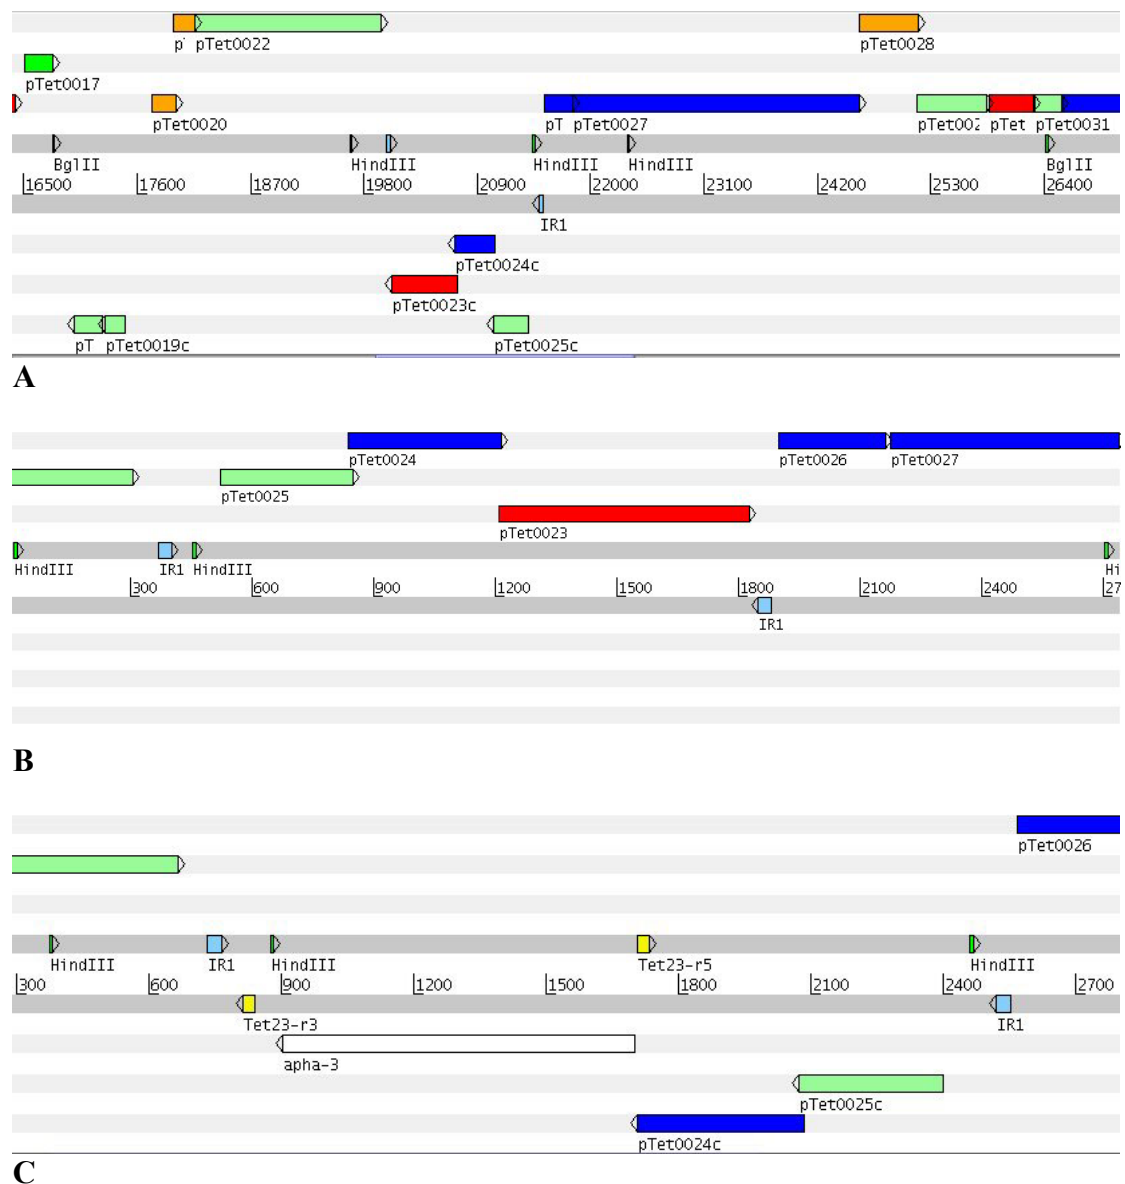 p' pTet0022 pTet0028
pTet0017
pTet0020 pT pTet0027 pTet002 pTet pTet0031
BglII HindIII HindIII HindIII BglII
16500 17600 18700 19800 20900 22000 23100 24200 25300 26400
IR1
pTet0024c
pTet0023c
pT pTet0019c pTet0025c
A
pTet0024 pTet0026 pTet0027
pTet0025
pTet0023
HindIII IR1 HindIII Hi
300 600 900 1200 1500 1800 2100 2400 27
IR1
B
pTet0026
HindIII IR1 HindIII Tet23-r5 HindIII
300 600 900 1200 1500 1800 2100 2400 2700
Tet23-r3 IR1
apha-3
pTet0025c
pTet0024c
C